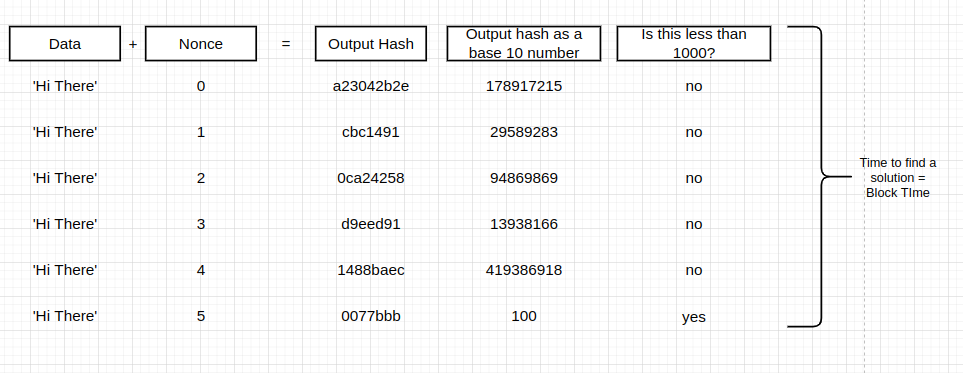 Data + Nonce = Output Hash Output hash as a base 10 number Is this less than 1000?
'Hi There' 0 a23042b2e 178917215 no
'Hi There' 1 cbc1491 29589283 no
'Hi There' 2 0ca24258 94869869 no
'Hi There' 3 d9eed91 13938166 no
'Hi There' 4 1488baec 419386918 no
'Hi There' 5 0077bbb 100 yes
Time to find a
solution =
Block TIme